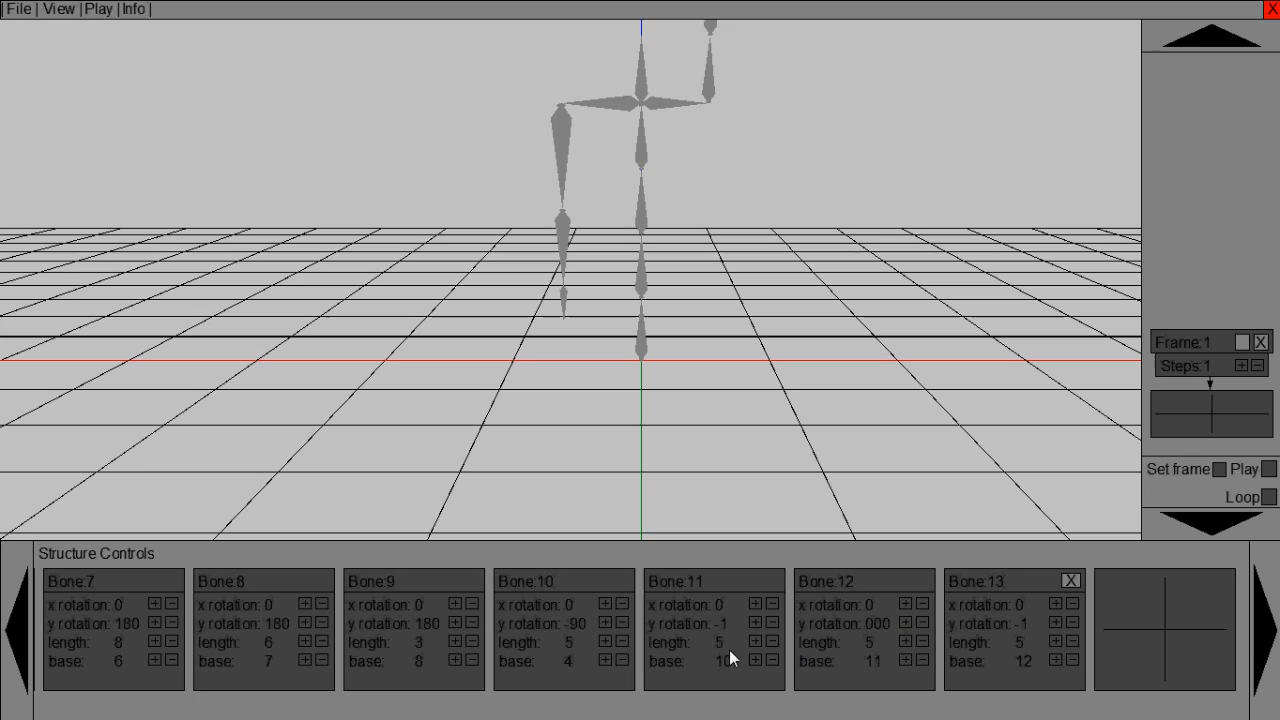 | File | View | Play | Info |
X
Frame:1 X
Steps:1 + -
Set frame Play
Loop
Structure Controls
Bone:7
x rotation: 0 + -
y rotation: 180 + -
length: 8 + -
base: 6 + -
Bone:8
x rotation: 0 + -
y rotation: 180 + -
length: 6 + -
base: 7 + -
Bone:9
x rotation: 0 + -
y rotation: 180 + -
length: 3 + -
base: 8 + -
Bone:10
x rotation: 0 + -
y rotation: -90 + -
length: 5 + -
base: 4 + -
Bone:11
x rotation: 0 + -
y rotation: -1 + -
length: 5 + -
base: 10 + -
Bone:12
x rotation: 0 + -
y rotation: 000 + -
length: 5 + -
base: 11 + -
Bone:13 X
x rotation: 0 + -
y rotation: -1 + -
length: 5 + -
base: 12 + -